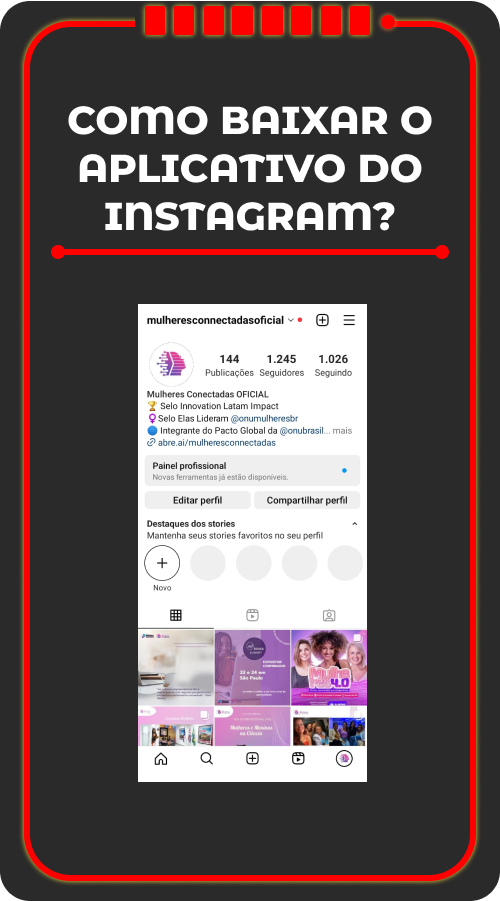 COMO BAIXAR O
APLICATIVO DO
INSTAGRAM?
mulheresconnectadasoficial
144 1.245 1.026
Publicações Seguidores Seguindo
Mulheres Conectadas OFICIAL
🏆 Selo Innovation Latam Impact
♀️Selo Elas Lideram @onumulheresbr
🔵 Integrante do Pacto Global da @onubrasil... mais
abre.ai/mulheresconnectadas
Painel profissional
Novas ferramentas já estão disponíveis.
Editar perfil Compartilhar perfil
Destaques dos stories
Mantenha seus stories favoritos no seu perfil
Novo
23 e 24 em
São Paulo
4.0
Mulheres e Meninas
na Ciência